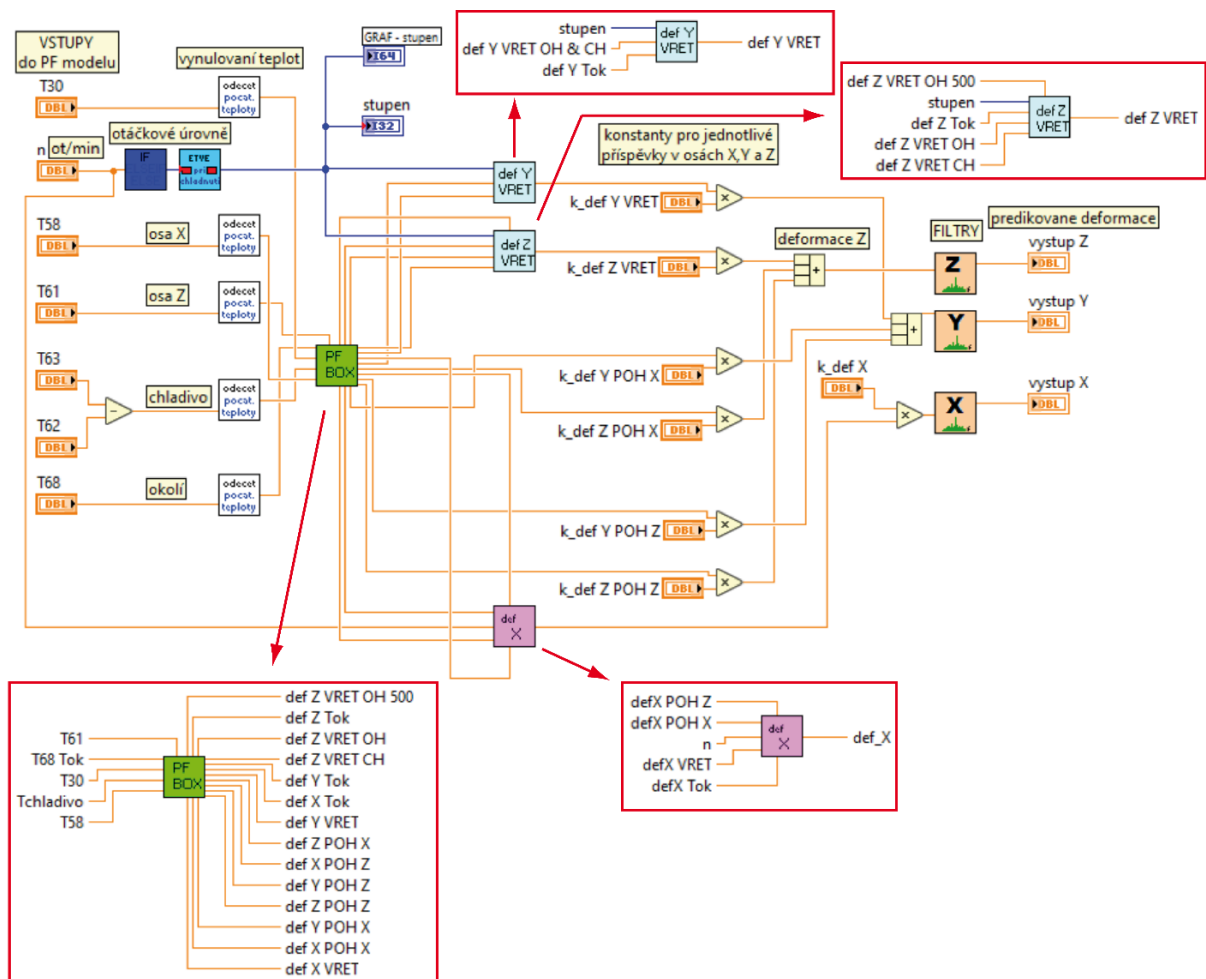 VSTUPY
do PF modelu
vynulovaní teplot
T30
DBL
odecet
pocat.
teploty
n ot/min
DBL
otáčkové úrovně
IF
ETVE
pri
chladnuti
GRAF - stupen
I64
stupen
I32
stupen
def Y VRET OH & CH
def Y Tok
def Y
VRET
def Y VRET
def Z VRET OH 500
stupen
def Z Tok
def Z VRET OH
def Z VRET CH
def Z
VRET
def Z VRET
konstanty pro jednotlivé
příspěvky v osách X,Y a Z
def Y
VRET
k_def Y VRET
DBL
×
def Z
VRET
k_def Z VRET
DBL
×
deformace Z
+
FILTRY
predikovane deformace
Z
vystup Z
DBL
Y
vystup Y
DBL
+
k_def X
DBL
×
X
vystup X
DBL
T58
DBL
osa X
odecet
pocat.
teploty
T61
DBL
osa Z
odecet
pocat.
teploty
T63
DBL
-
chladivo
odecet
pocat.
teploty
T62
DBL
T68
DBL
okolí
odecet
pocat.
teploty
PF
BOX
k_def Y POH X
DBL
×
k_def Z POH X
DBL
×
k_def Y POH Z
DBL
×
k_def Z POH Z
DBL
×
def
X
T61
T68 Tok
T30
Tchladivo
T58
PF
BOX
def Z VRET OH 500
def Z Tok
def Z VRET OH
def Z VRET CH
def Y Tok
def X Tok
def Y VRET
def Z POH X
def X POH Z
def Y POH Z
def Z POH Z
def Y POH X
def X POH X
def X VRET
defX POH Z
defX POH X
n
defX VRET
defX Tok
def
X
def_X